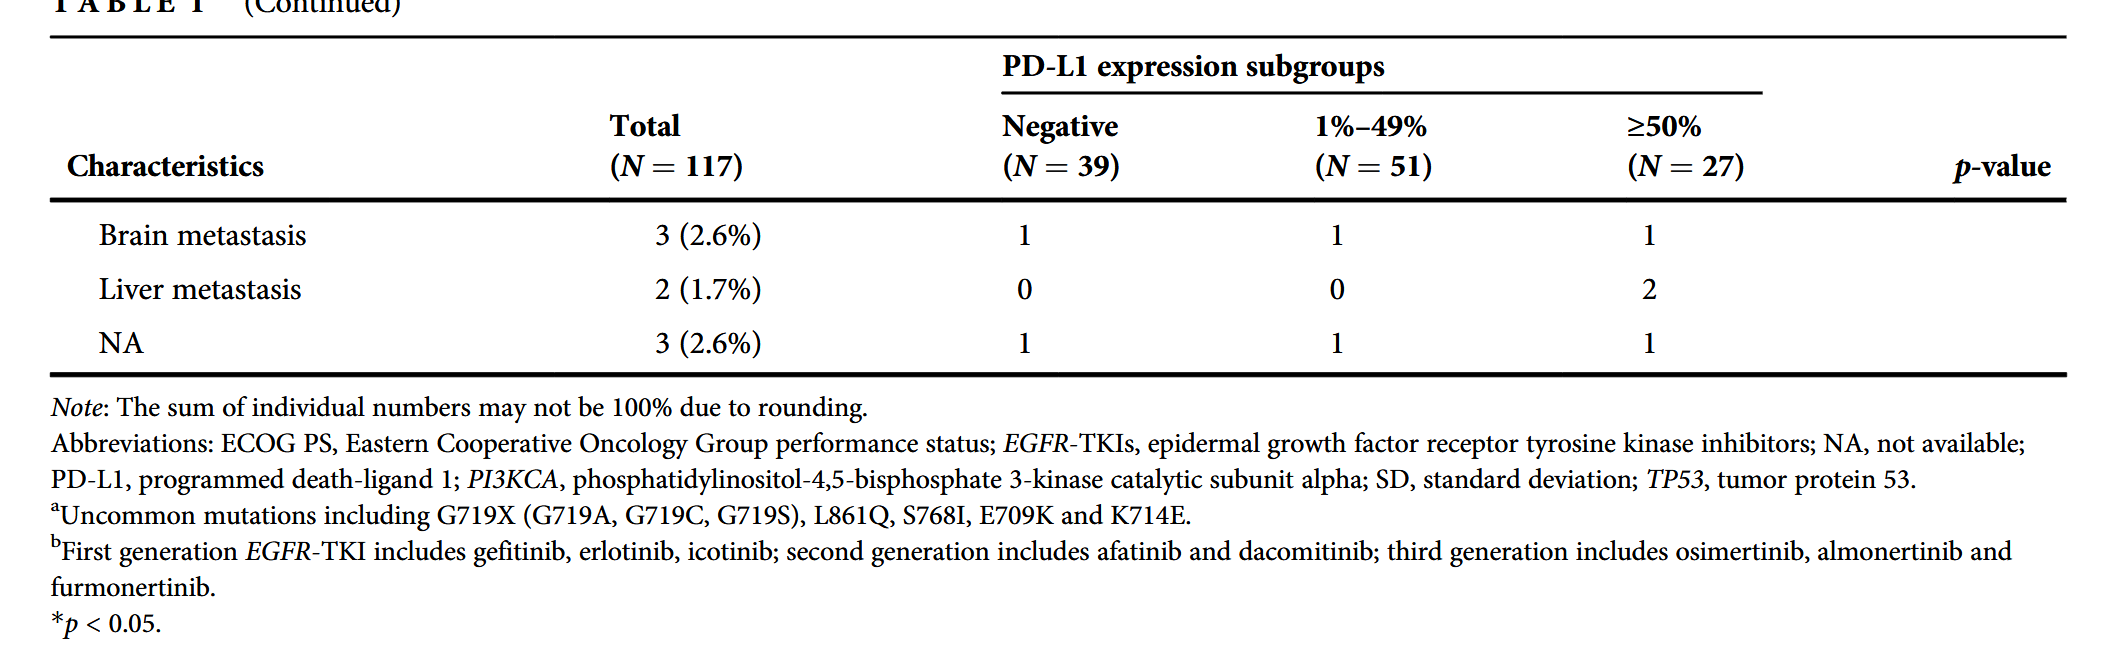 TABLE 1 (Continued)
PD-L1 expression subgroups
Total Negative 1%–49% ≥50%
Characteristics (N = 117) (N = 39) (N = 51) (N = 27) p-value
Brain metastasis 3 (2.6%) 1 1 1
Liver metastasis 2 (1.7%) 0 0 2
NA 3 (2.6%) 1 1 1
Note: The sum of individual numbers may not be 100% due to rounding.
Abbreviations: ECOG PS, Eastern Cooperative Oncology Group performance status; EGFR-TKIs, epidermal growth factor receptor tyrosine kinase inhibitors; NA, not available;
PD-L1, programmed death-ligand 1; PI3KCA, phosphatidylinositol-4,5-bisphosphate 3-kinase catalytic subunit alpha; SD, standard deviation; TP53, tumor protein 53.
aUncommon mutations including G719X (G719A, G719C, G719S), L861Q, S768I, E709K and K714E.
bFirst generation EGFR-TKI includes gefitinib, erlotinib, icotinib; second generation includes afatinib and dacomitinib; third generation includes osimertinib, almonertinib and
furmonertinib.
*p < 0.05.